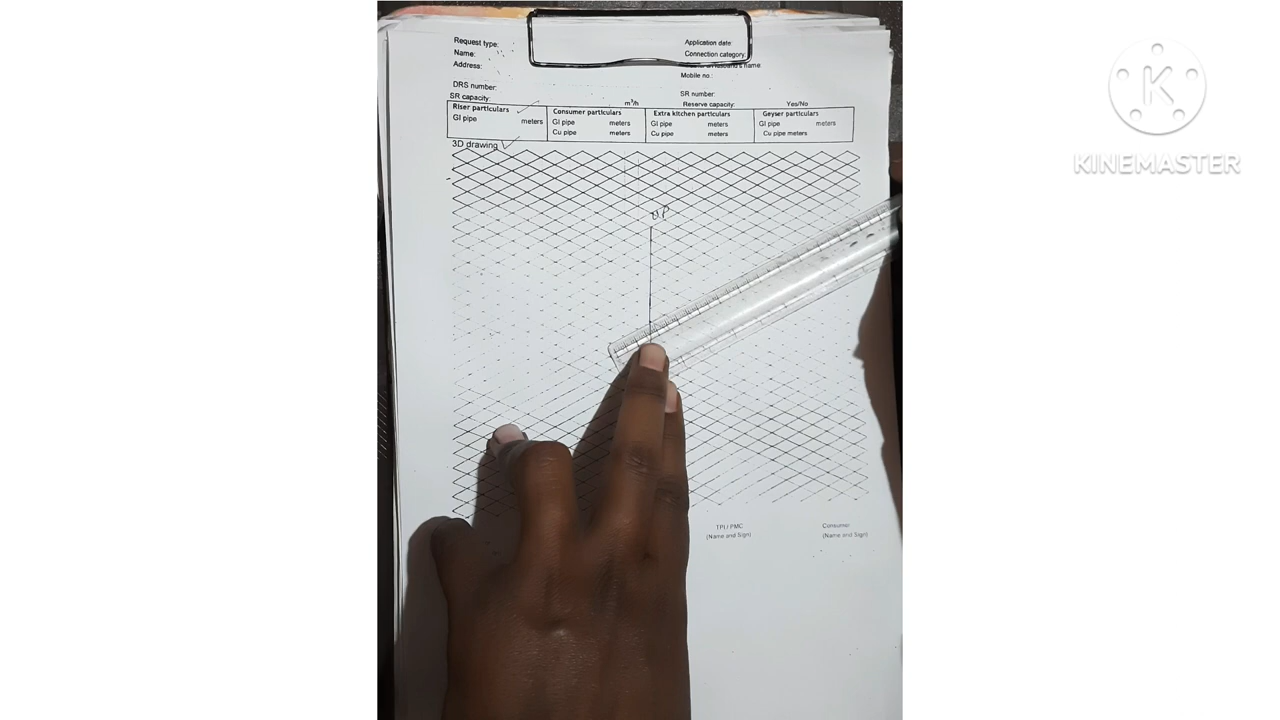 Request type:
Application date:
Name:
Connection category:
Address:
Mobile no.:
DRS number:
SR number:
SR capacity: m³/h Reserve capacity: Yes/No
Riser particulars
GI pipe meters
Consumer particulars
GI pipe meters
Cu pipe meters
Extra kitchen particulars
GI pipe meters
Cu pipe meters
Geyser particulars
GI pipe meters
Cu pipe meters
3D drawing
UP
TPI / PMC
(Name and Sign)
Consumer
(Name and Sign)
K
KINEMASTER